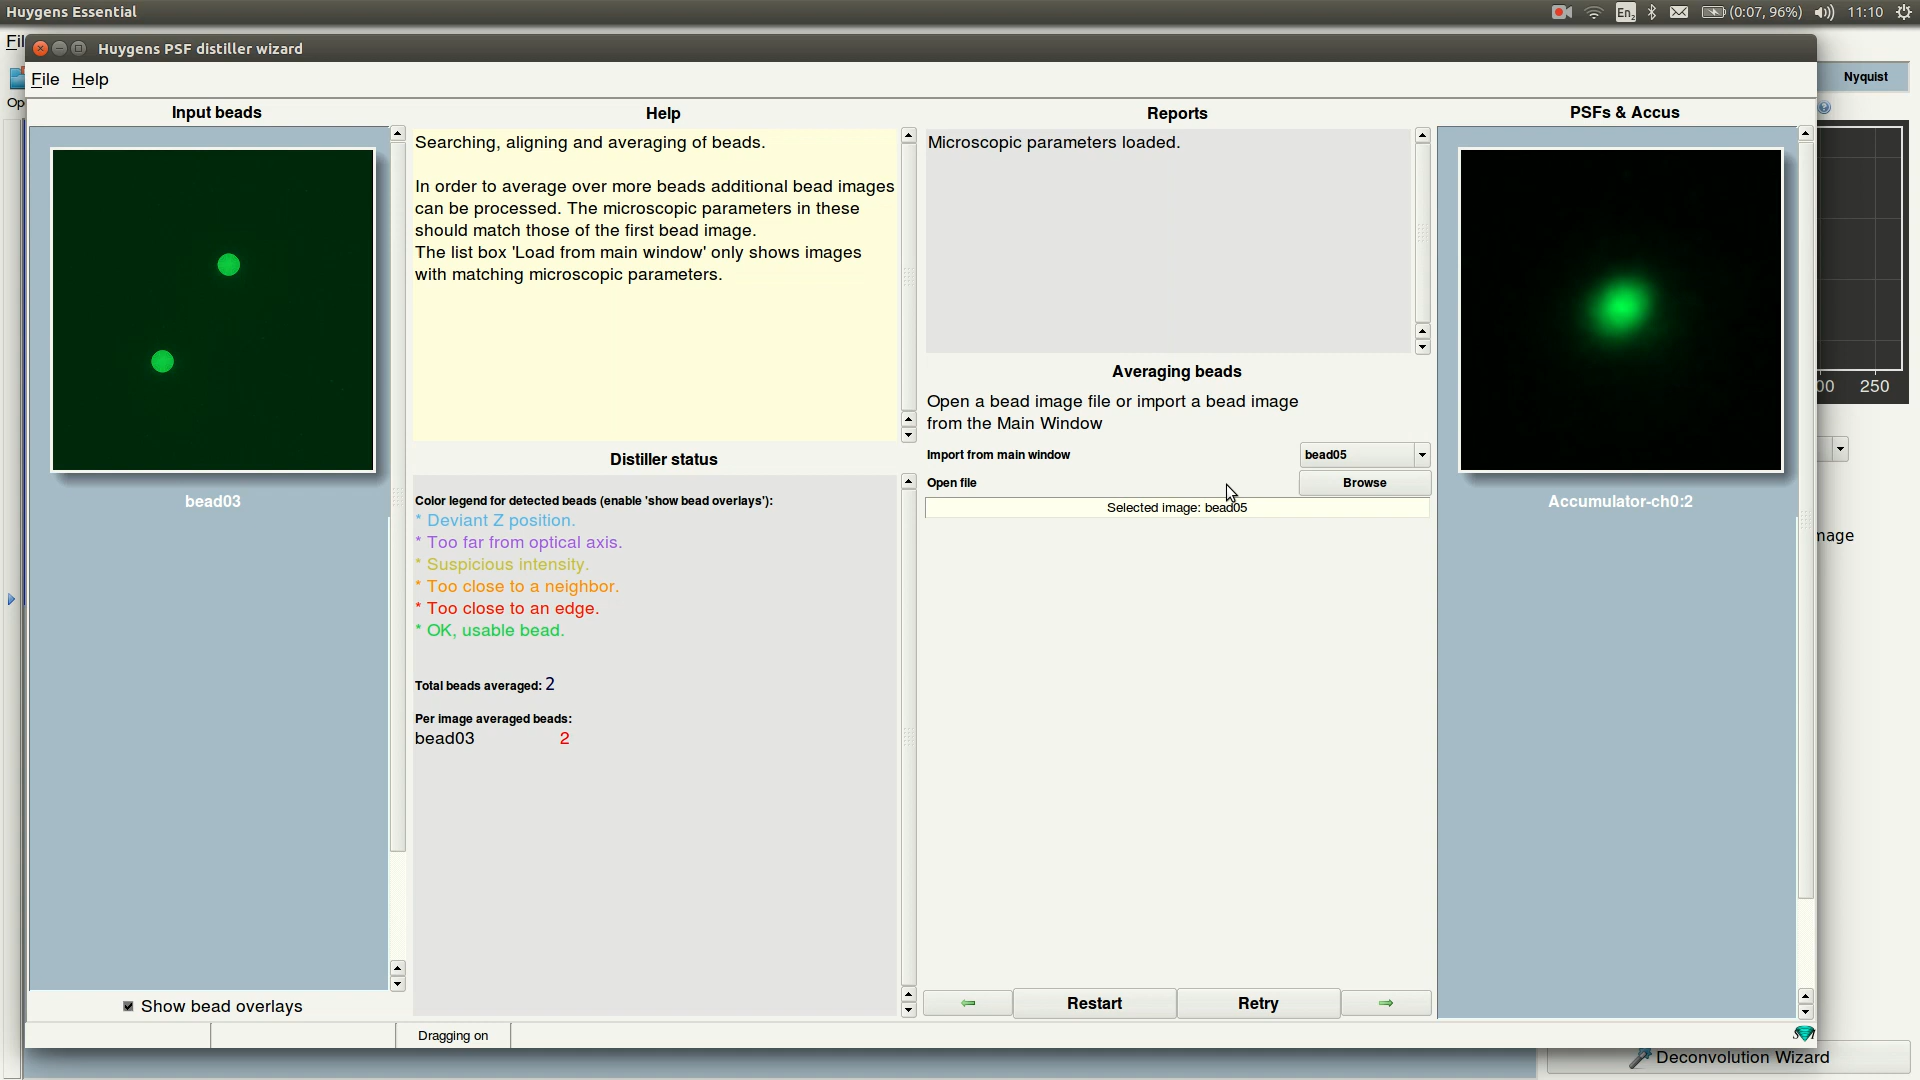 Huygens Essential
En2
(0:07, 96%)
11:10
Fil
Huygens PSF distiller wizard
File Help
Op
Nyquist
Input beads
Help
Reports
PSFs & Accus
Searching, aligning and averaging of beads.
In order to average over more beads additional bead images
can be processed. The microscopic parameters in these
should match those of the first bead image.
The list box 'Load from main window' only shows images
with matching microscopic parameters.
Microscopic parameters loaded.
Averaging beads
Open a bead image file or import a bead image
from the Main Window
Import from main window
bead05
Open file
Browse
Selected image: bead05
00
250
bead03
Accumulator-ch0:2
mage
Distiller status
Color legend for detected beads (enable 'show bead overlays'):
* Deviant Z position.
* Too far from optical axis.
* Suspicious intensity.
* Too close to a neighbor.
* Too close to an edge.
* OK, usable bead.
Total beads averaged: 2
Per image averaged beads:
bead03 2
Show bead overlays
Restart
Retry
Dragging on
Deconvolution Wizard